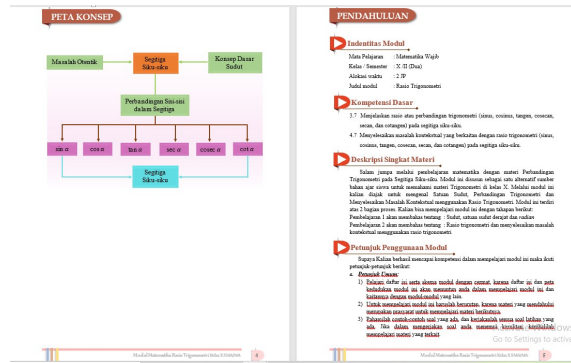 PETA KONSEP
Masalah Otentik
Segitiga
Siku-siku
Konsep Dasar
Sudut
Perbandingan Sisi-sisi
dalam Segitiga
sin α
cos α
tan α
sec α
cosec α
cot α
Segitiga
Siku-siku
Modul Matematika Rasio Trigonometri Kelas X SMA/MA
4
PENDAHULUAN
Indentitas Modul
Mata Pelajaran : Matematika Wajib
Kelas / Semester : X /II (Dua)
Alokasi waktu : 2 JP
Judul modul : Rasio Trigonometri
Kompetensi Dasar
3.7 Menjelaskan rasio atau perbandingan trigonometri (sinus, cosinus, tangen, cosecan,
secan, dan cotangen) pada segitiga siku-siku.
4.7 Menyelesaikan masalah kontekstual yang berkaitan dengan rasio trigonometri (sinus,
cosinus, tangen, cosecan, secan, dan cotangen) pada segitiga siku-siku.
Deskripsi Singkat Materi
Salam jumpa melalui pembelajaran matematika dengan materi Perbandingan
Trigonometri pada Segitiga Siku-siku. Modul ini disusun sebagai satu alternatif sumber
bahan ajar siswa untuk memahami materi Trigonometri di kelas X. Melalui modul ini
kalian diajak untuk mengenal Satuan Sudut, Perbandingan Trigonometri dan
Menyelesaikan Masalah Kontekstual menggunakan Rasio Trigonometri. Modul ini terdiri
atas 2 bagian proses. Kalian bisa mempelajari modul ini dengan tahapan berikut:
Pembelajaran 1 akan membahas tentang : Sudut, satuan sudut derajat dan radian
Pembelajaran 2 akan membahas tentang : Rasio trigonometri dan menyelesaikan masalah
kontekstual menggunakan rasio trigonometri
Petunjuk Penggunaan Modul
Supaya Kalian berhasil mencapai kompetensi dalam mempelajari modul ini maka ikuti
petunjuk-petunjuk berikut:
a. Petunjuk Umum:
1) Pelajari daftar isi serta skema modul dengan cermat, karena daftar isi dan peta
kedudukan modul ini akan menuntun anda dalam mempelajari modul ini dan
kaitannya dengan modul-modul yang lain.
2) Untuk mempelajari modul ini haruslah berurutan, karena materi yang mendahului
merupakan prasyarat untuk mempelajari materi berikutnya.
3) Pahamilah contoh-contoh soal yang ada, dan kerjakanlah semua soal latihan yang
ada. Jika dalam mengerjakan soal anda menemui kesulitan, kembalilah
mempelajari materi yang terkait.
Go to Settings to activ
Modul Matematika Rasio Trigonometri Kelas X SMA/MA
5